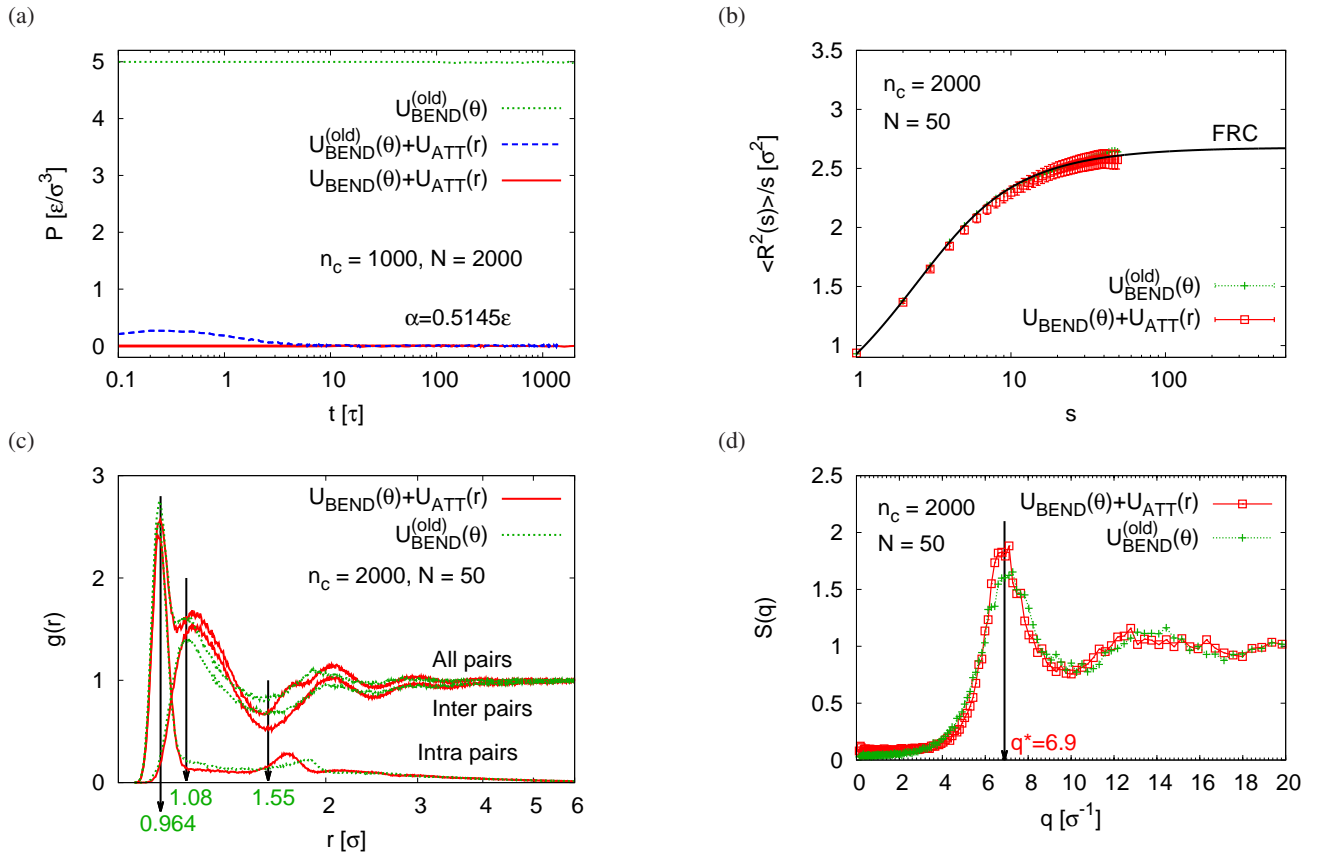 (a)
5
4
3
2
1
0
0.1
1
10
100
1000
P [ε/σ³]
t [τ]
U_BEND^(old)(θ)
U_BEND^(old)(θ)+U_ATT(r)
U_BEND(θ)+U_ATT(r)
n_c = 1000, N = 2000
α=0.5145ε
(b)
3.5
3
2.5
2
1.5
1
1
10
100
<R²(s)>/s [σ²]
s
n_c = 2000
N = 50
FRC
U_BEND^(old)(θ)
U_BEND(θ)+U_ATT(r)
(c)
3
2
1
0
2
3
4
5
6
g(r)
r [σ]
U_BEND(θ)+U_ATT(r)
U_BEND^(old)(θ)
n_c = 2000, N = 50
All pairs
Inter pairs
Intra pairs
1.08
1.55
0.964
(d)
2.5
2
1.5
1
0.5
0
0
2
4
6
8
10
12
14
16
18
20
S(q)
q [σ⁻¹]
n_c = 2000
N = 50
U_BEND(θ)+U_ATT(r)
U_BEND^(old)(θ)
q*=6.9